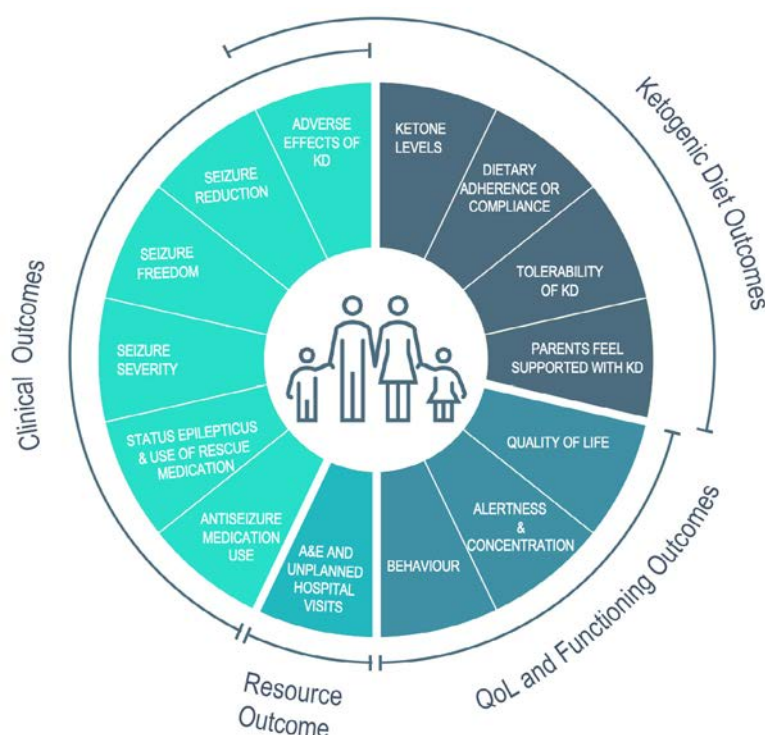 Ketogenic Diet Outcomes
KETONE
LEVELS
DIETARY
ADHERENCE OR
COMPLIANCE
TOLERABILITY
OF KD
PARENTS FEEL
SUPPORTED WITH KD
QoL and Functioning Outcomes
QUALITY OF LIFE
ALERTNESS
&
CONCENTRATION
BEHAVIOUR
Resource
Outcome
A&E AND
UNPLANNED
HOSPITAL
VISITS
Clinical Outcomes
ANTISEIZURE
MEDICATION
USE
STATUS EPILEPTICUS
& USE OF RESCUE
MEDICATION
SEIZURE
SEVERITY
SEIZURE
FREEDOM
SEIZURE
REDUCTION
ADVERSE
EFFECTS OF
KD